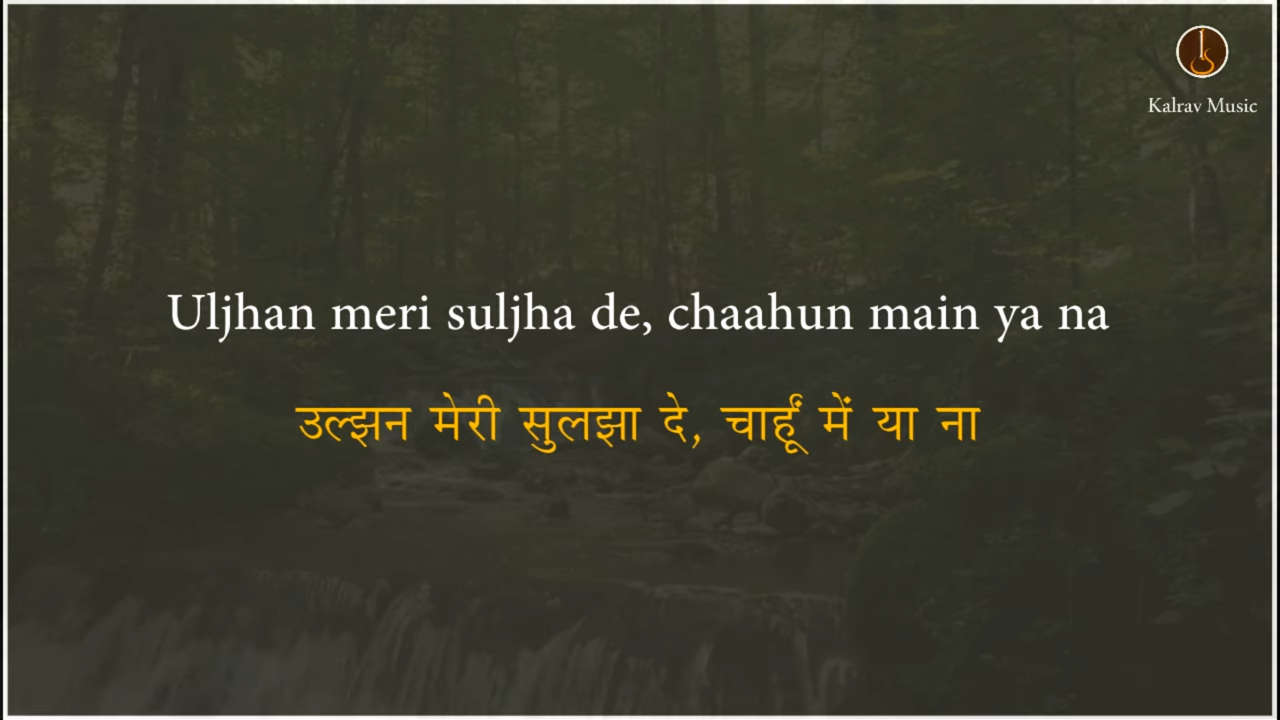 Kalrav Music
Uljhan meri suljha de, chaahun main ya na
उल्झन मेरी सुलझा दे, चाहूँ में या ना